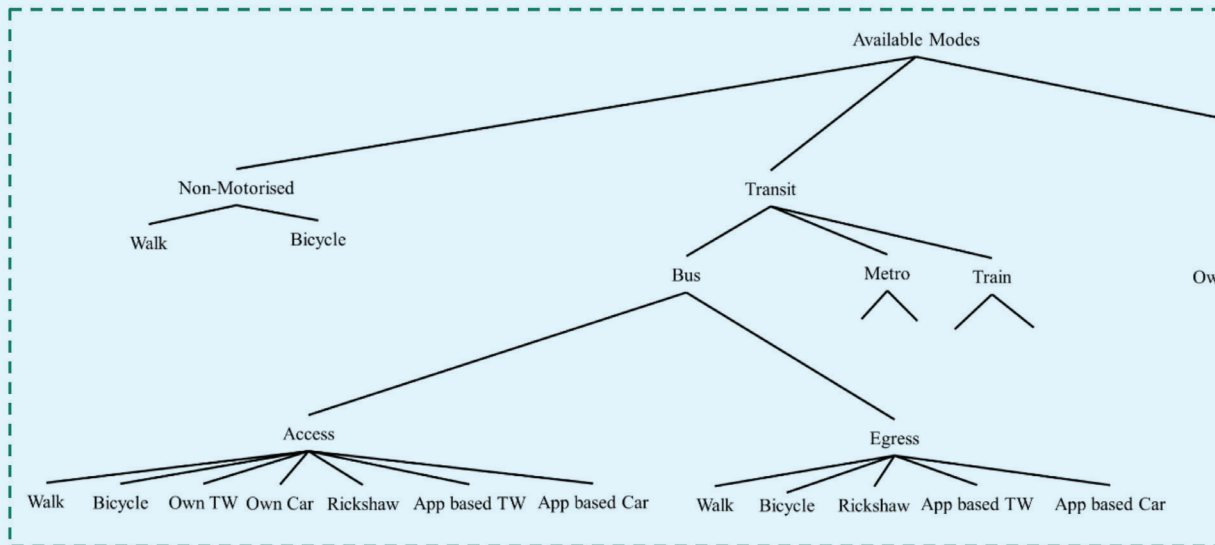 Available Modes
Non-Motorised
Transit
Walk
Bicycle
Bus
Metro
Train
Access
Egress
Walk
Bicycle
Own TW
Own Car
Rickshaw
App based TW
App based Car
Walk
Bicycle
Rickshaw
App based TW
App based Car